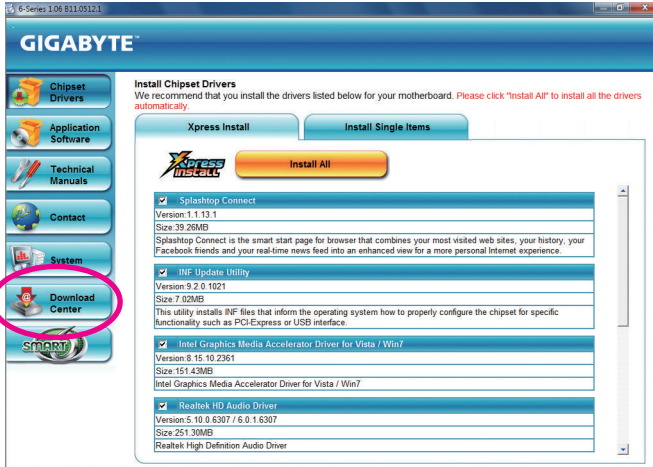 6-Series 1.06 B11.0512.1
GIGABYTE™
Chipset
Drivers
Application
Software
Technical
Manuals
Contact
System
Download
Center
SMART
Install Chipset Drivers
We recommend that you install the drivers listed below for your motherboard. Please click "Install All" to install all the drivers
automatically.
Xpress Install
Install Single Items
Xpress
Install
Install All
Splashtop Connect
Version:1.1.13.1
Size:39.26MB
Splashtop Connect is the smart start page for browser that combines your most visited web sites, your history, your
Facebook friends and your real-time news feed into an enhanced view for a more personal Internet experience.
INF Update Utility
Version:9.2.0.1021
Size:7.02MB
This utility installs INF files that inform the operating system how to properly configure the chipset for specific
functionality such as PCI-Express or USB interface.
Intel Graphics Media Accelerator Driver for Vista / Win7
Version:8.15.10.2361
Size:151.43MB
Intel Graphics Media Accelerator Driver for Vista / Win7
Realtek HD Audio Driver
Version:5.10.0.6307 / 6.0.1.6307
Size:251.30MB
Realtek High Definition Audio Driver